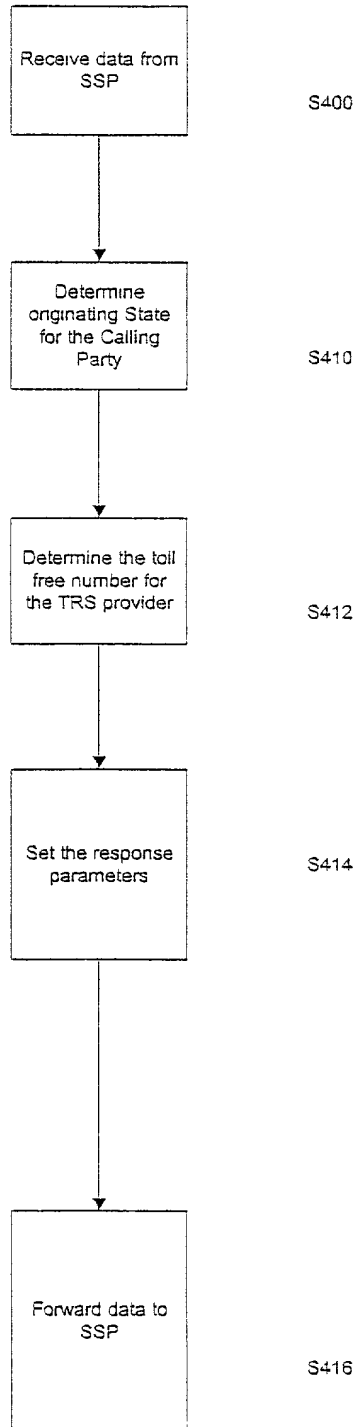 Receive data from
SSP
S400
Determine
originating State
for the Calling
Party
S410
Determine the toll
free number for
the TRS provider
S412
Set the response
parameters
S414
Forward data to
SSP
S416